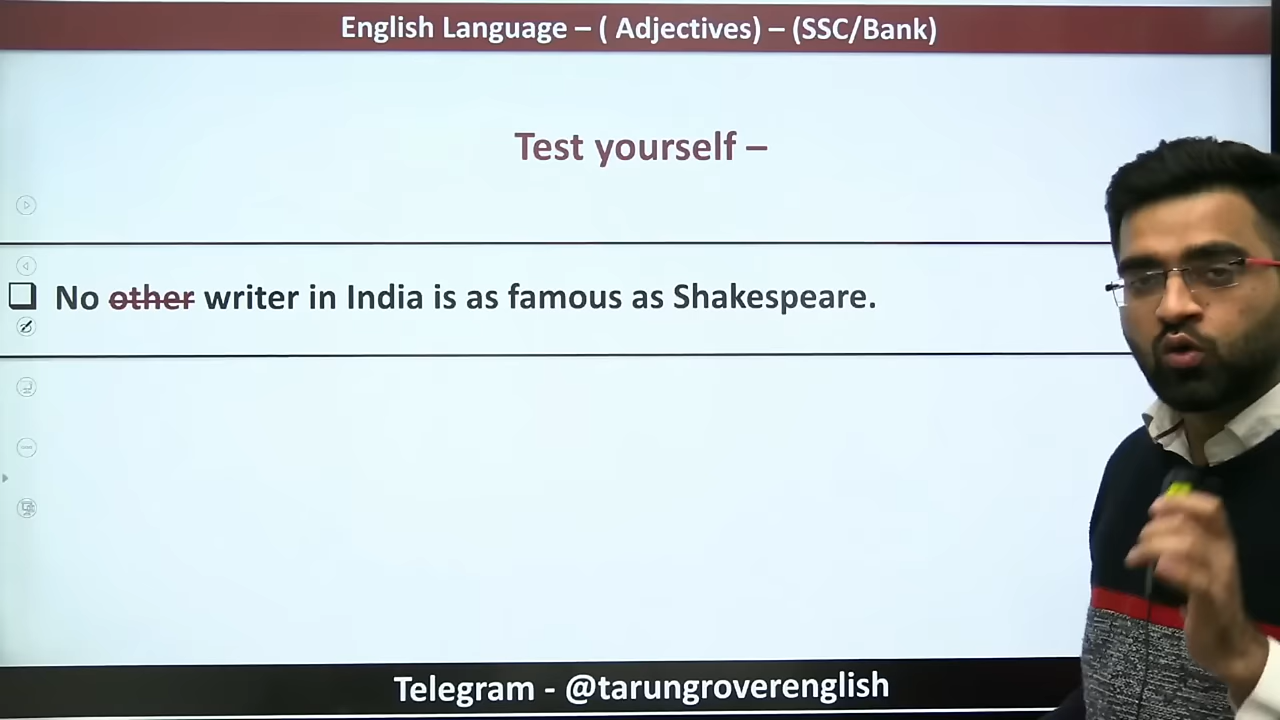 English Language – ( Adjectives) – (SSC/Bank)
Test yourself –
❑ No other writer in India is as famous as Shakespeare.
Telegram - @tarungroverenglish